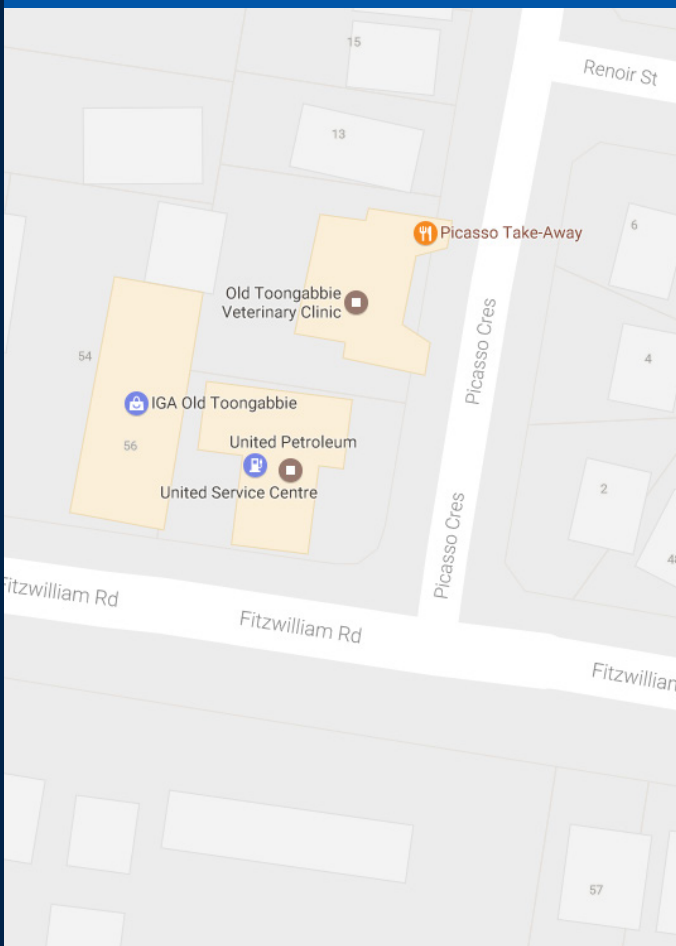 15
Renoir St
13
6
Picasso Take-Away
Old Toongabbie
Veterinary Clinic
Picasso Cres
54
4
IGA Old Toongabbie
56
United Petroleum
United Service Centre
2
Picasso Cres
Fitzwilliam Rd
Fitzwilliam Rd
Fitzwilliam
57